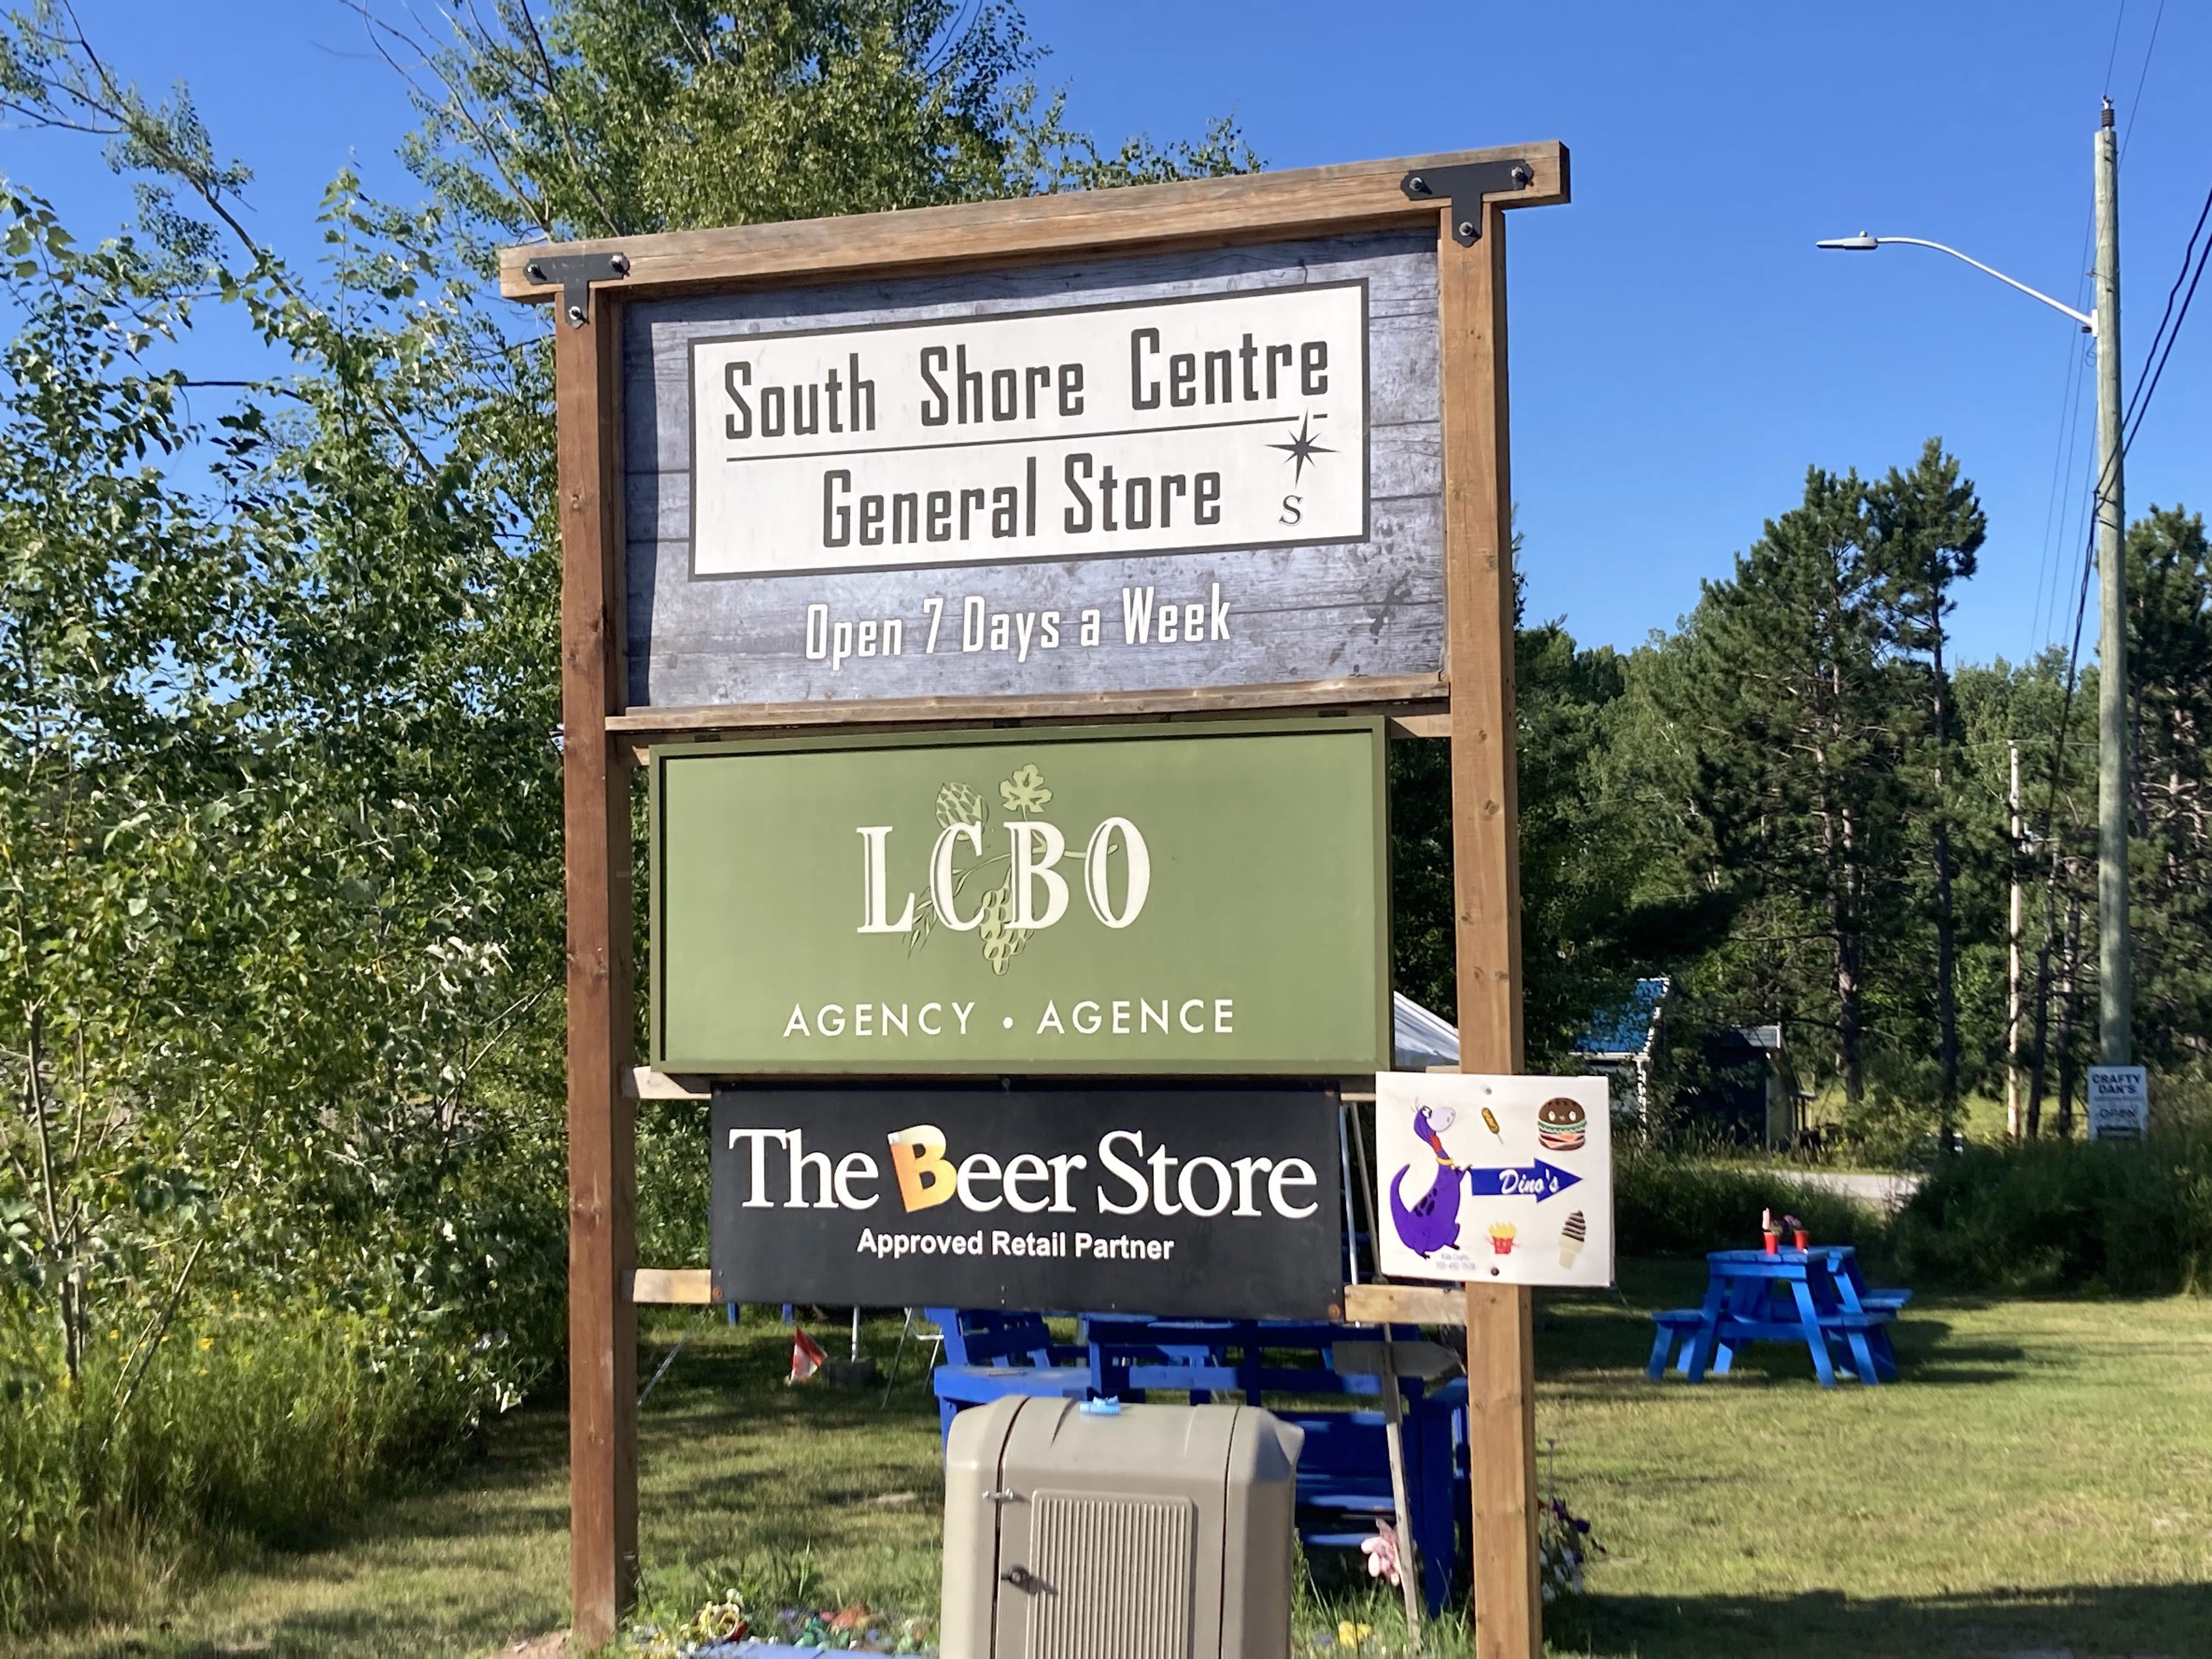 South Shore Centre
General Store
S
Open 7 Days a Week
LCBO
AGENCY • AGENCE
The Beer Store
Approved Retail Partner
Dino's
CRAFTY
DAN'S
OPEN